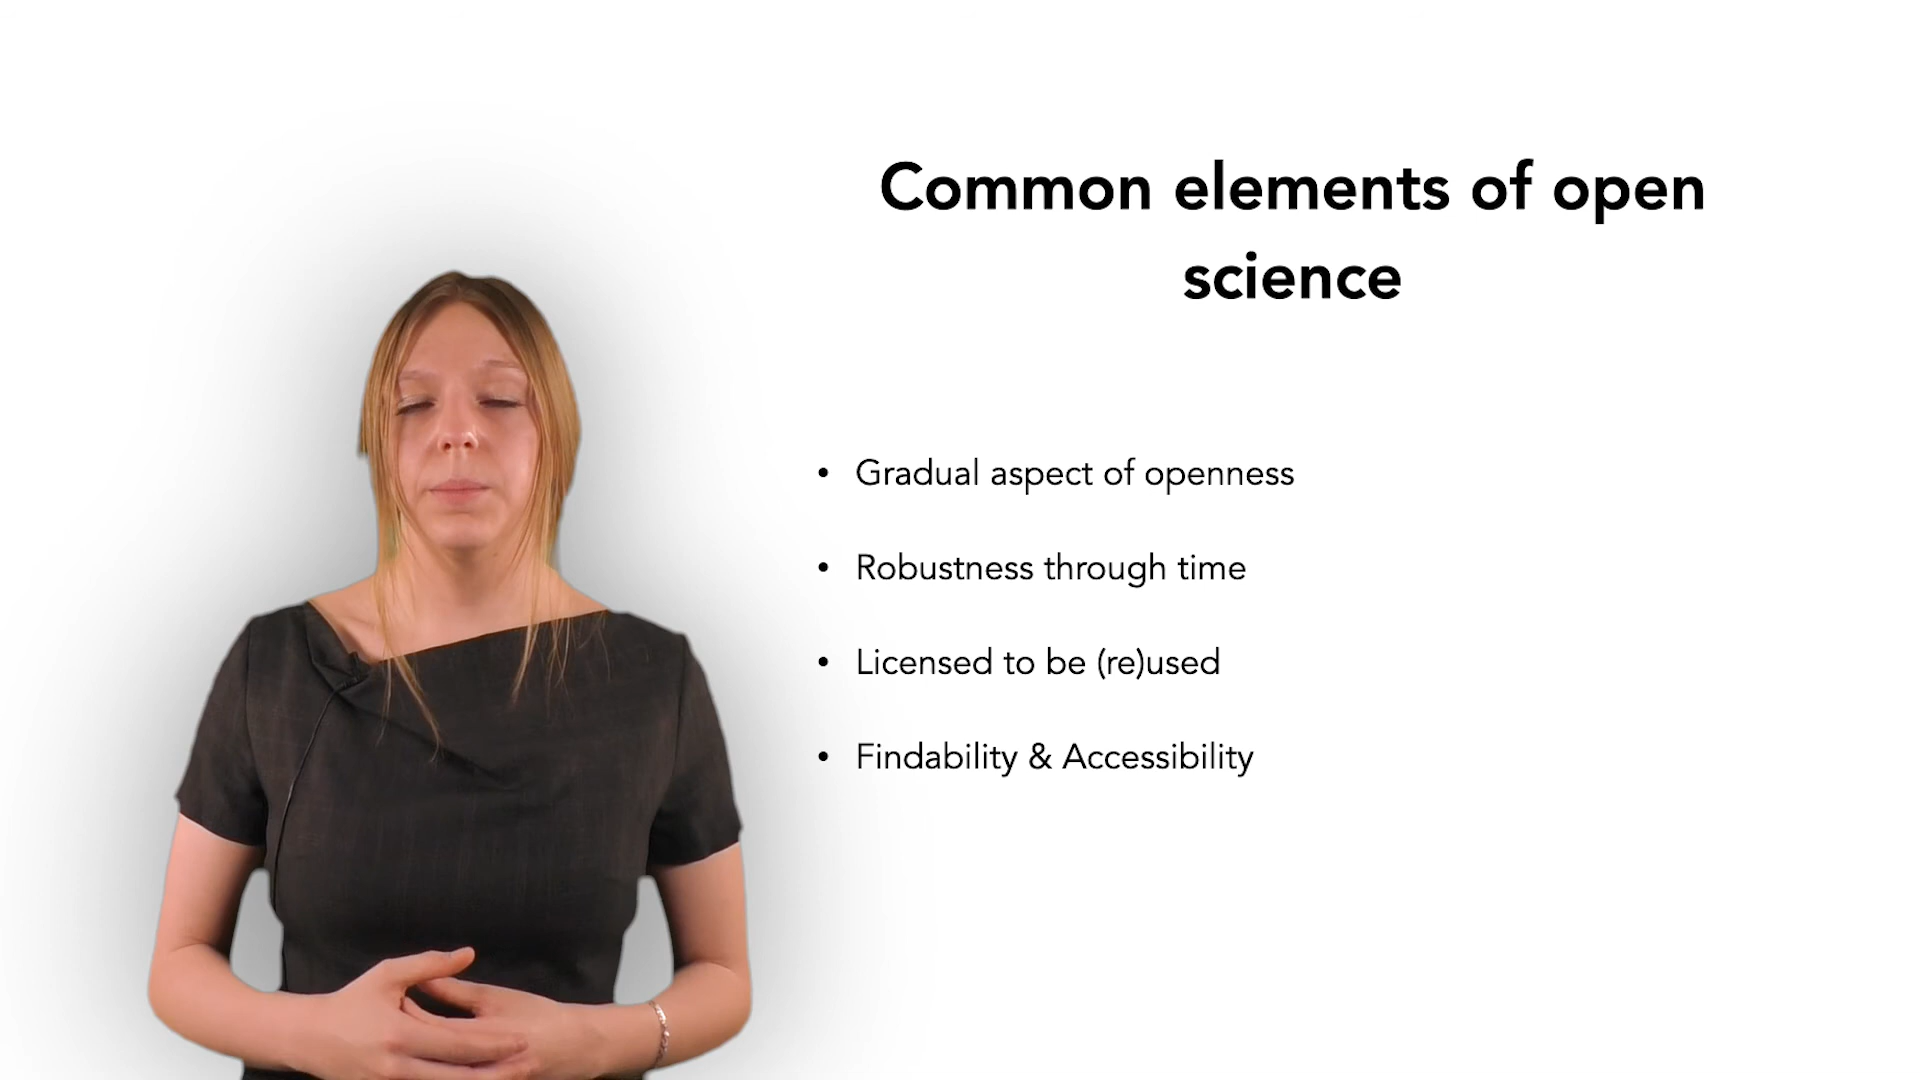 Common elements of open
science
• Gradual aspect of openness
• Robustness through time
• Licensed to be (re)used
• Findability & Accessibility